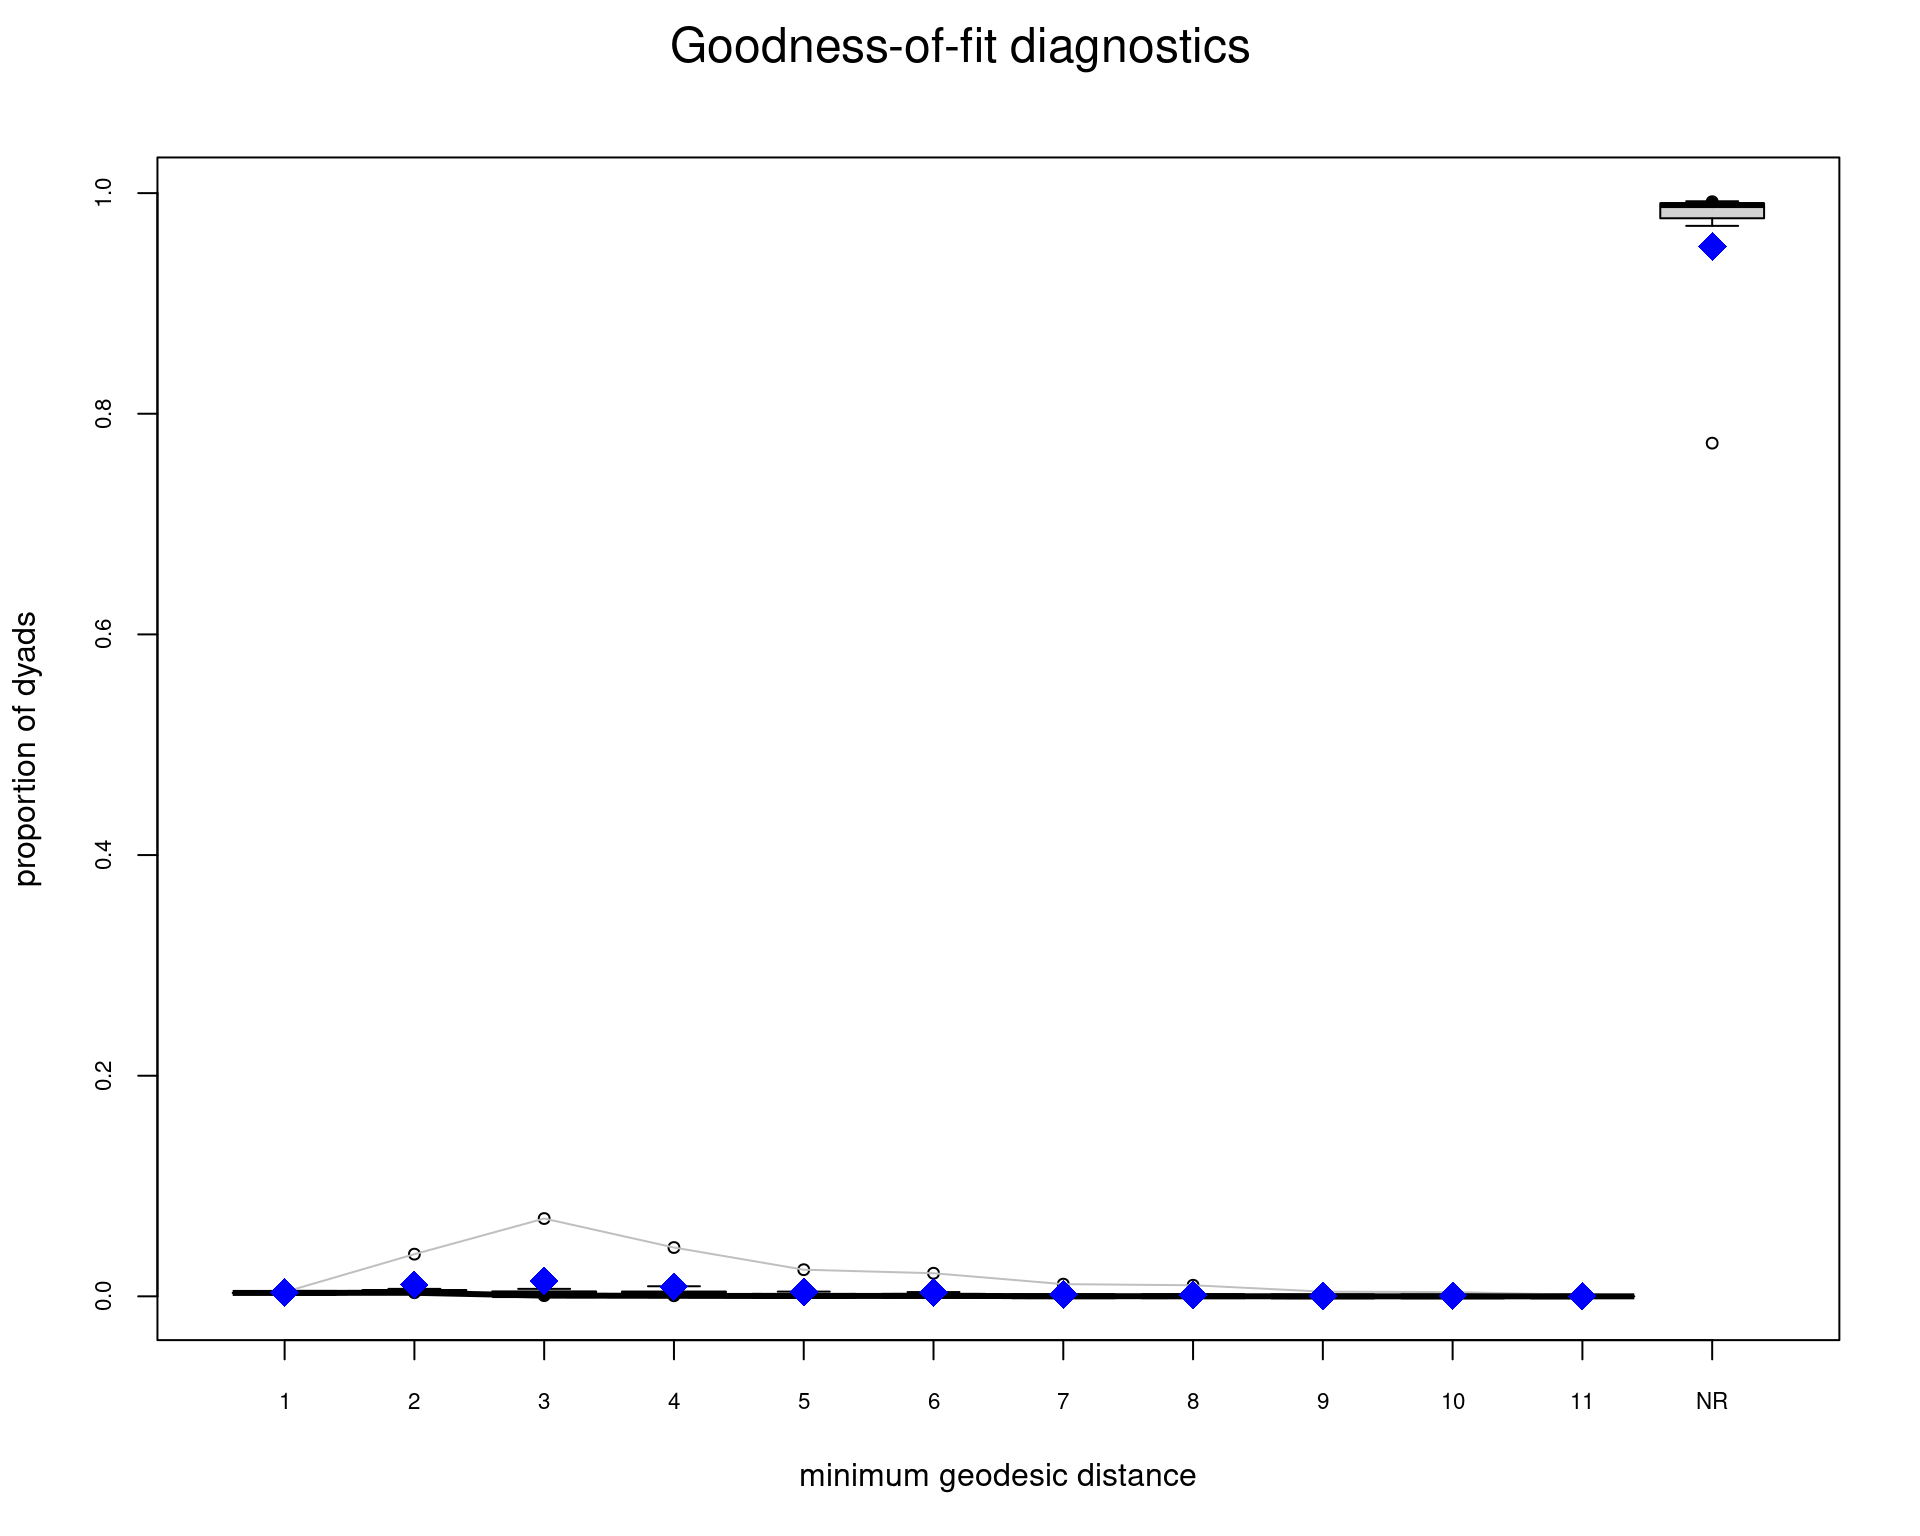 Goodness-of-fit diagnostics
proportion of dyads
1.0
0.8
0.6
0.4
0.2
0.0
1 2 3 4 5 6 7 8 9 10 11 NR
minimum geodesic distance